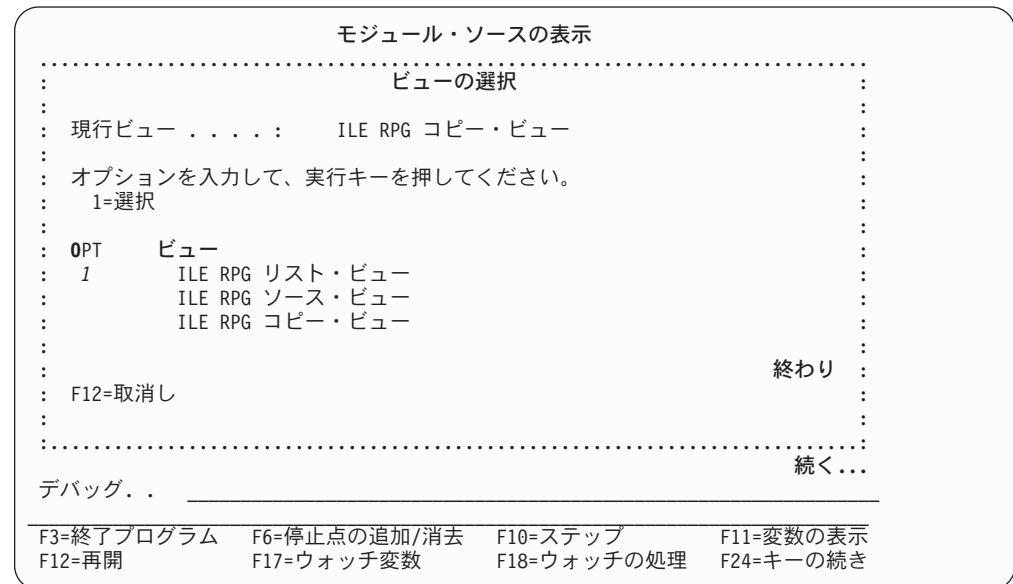 モジュール・ソースの表示
..............................................................................
: ビューの選択 :
: :
: 現行ビュー . . . . : ILE RPG コピー・ビュー :
: :
: オプションを入力して、実行キーを押してください。 :
: 1=選択 :
: :
: OPT ビュー :
: 1 ILE RPG リスト・ビュー :
: ILE RPG ソース・ビュー :
: ILE RPG コピー・ビュー :
: :
: 終わり :
: F12=取消し :
: :
:............................................................................:
続く...
デバッグ. . _________________________________________________________________
F3=終了プログラム F6=停止点の追加/消去 F10=ステップ F11=変数の表示
F12=再開 F17=ウォッチ変数 F18=ウォッチの処理 F24=キーの続き